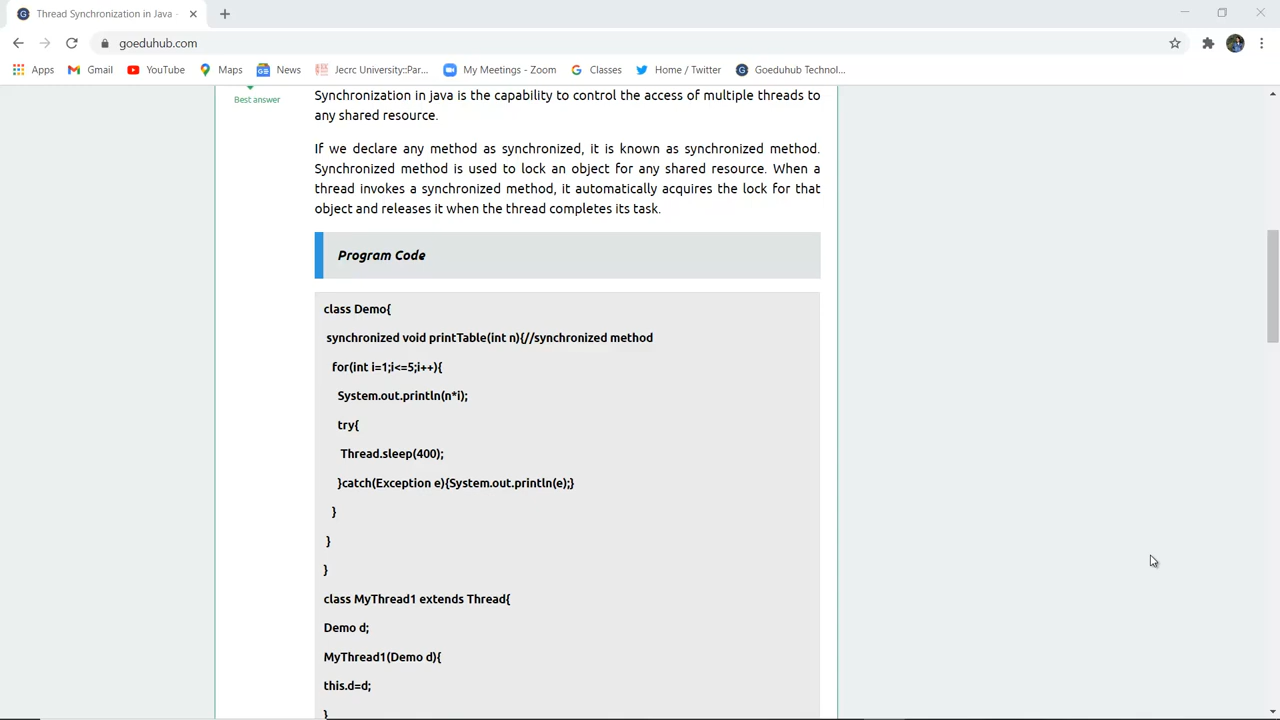 Thread Synchronization in Java -
goeduhub.com
Apps Gmail YouTube Maps News Jecrc University::Par... My Meetings - Zoom Classes Home / Twitter Goeduhub Technol...
Best answer
Synchronization in java is the capability to control the access of multiple threads to
any shared resource.
If we declare any method as synchronized, it is known as synchronized method.
Synchronized method is used to lock an object for any shared resource. When a
thread invokes a synchronized method, it automatically acquires the lock for that
object and releases it when the thread completes its task.
Program Code
class Demo{
synchronized void printTable(int n){//synchronized method
for(int i=1;i<=5;i++){
System.out.println(n*i);
try{
Thread.sleep(400);
}catch(Exception e){System.out.println(e);}
}
}
}
class MyThread1 extends Thread{
Demo d;
MyThread1(Demo d){
this.d=d;
}